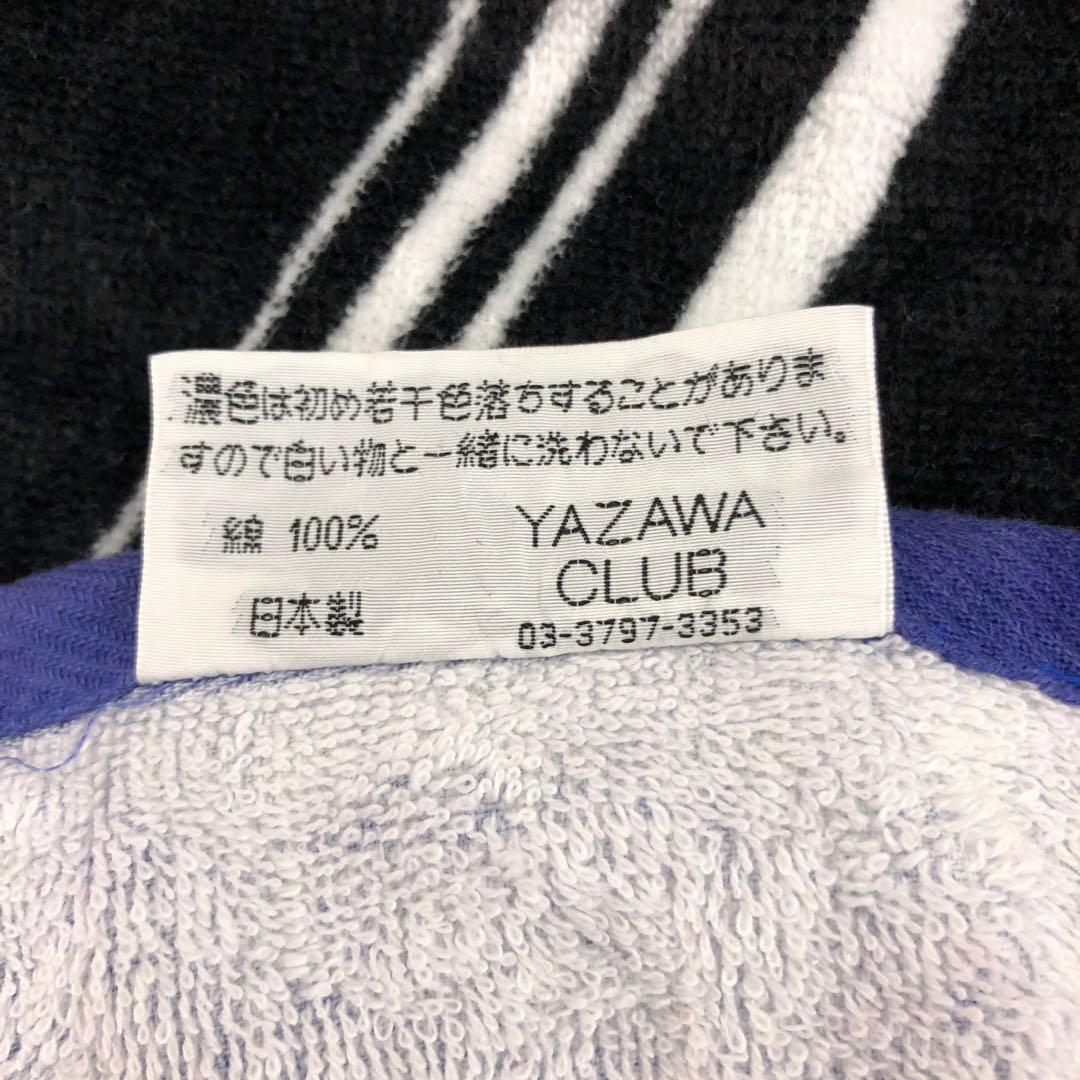 濃色は初め若干色落ちすることがありま
すので白い物と一緒に洗わないで下さい。
綿 100%
日本製
YAZAWA
CLUB
03-3797-3353